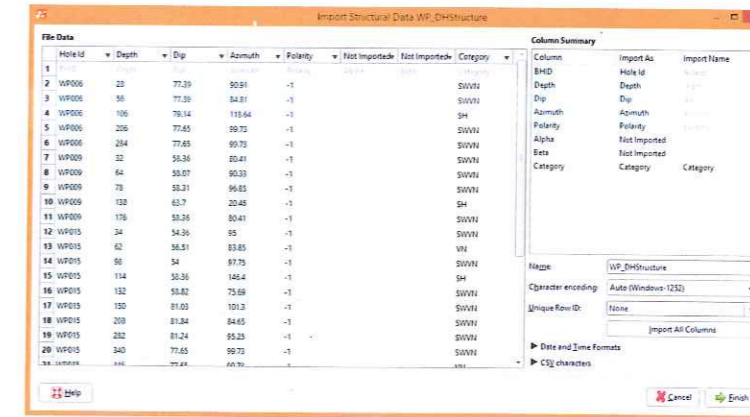 Import Structural Data WP_DHStructure
File Data
Hole Id Depth Dip Azimuth Polarity Not Imported Not Imported Category
1
2 WP006 23 77.39 90.91 -1 SWVN
3 WP006 56 77.39 84.81 -1 SWVN
4 WP006 106 79.14 118.64 -1 SH
5 WP006 206 77.65 99.73 -1 SWVN
6 WP006 284 77.65 99.73 -1 SWVN
7 WP009 32 58.36 80.41 -1 SWVN
8 WP009 64 58.07 90.33 -1 SWVN
9 WP009 78 58.31 96.85 -1 SWVN
10 WP009 138 63.7 20.48 -1 SH
11 WP009 176 58.36 80.41 -1 SWVN
12 WP015 34 54.36 95 -1 SWVN
13 WP015 62 56.51 83.85 -1 VN
14 WP015 98 54 97.75 -1 SWVN
15 WP015 114 58.36 146.4 -1 SH
16 WP015 132 58.82 75.69 -1 SWVN
17 WP015 150 81.03 101.3 -1 SWVN
18 WP015 208 81.84 84.65 -1 SWVN
19 WP015 282 81.24 95.25 -1 SWVN
20 WP015 340 77.65 99.73 -1 SWVN
Help
Column Summary
Column Import As Import Name
BHID Hole Id
Depth Depth
Dip Dip
Azimuth Azimuth
Polarity Polarity
Alpha Not Imported
Beta Not Imported
Category Category Category
Name: WP_DHStructure
Character encoding: Auto (Windows-1252)
Unique Row ID: None
Import All Columns
Date and Time Formats
CSV characters
Cancel Finish